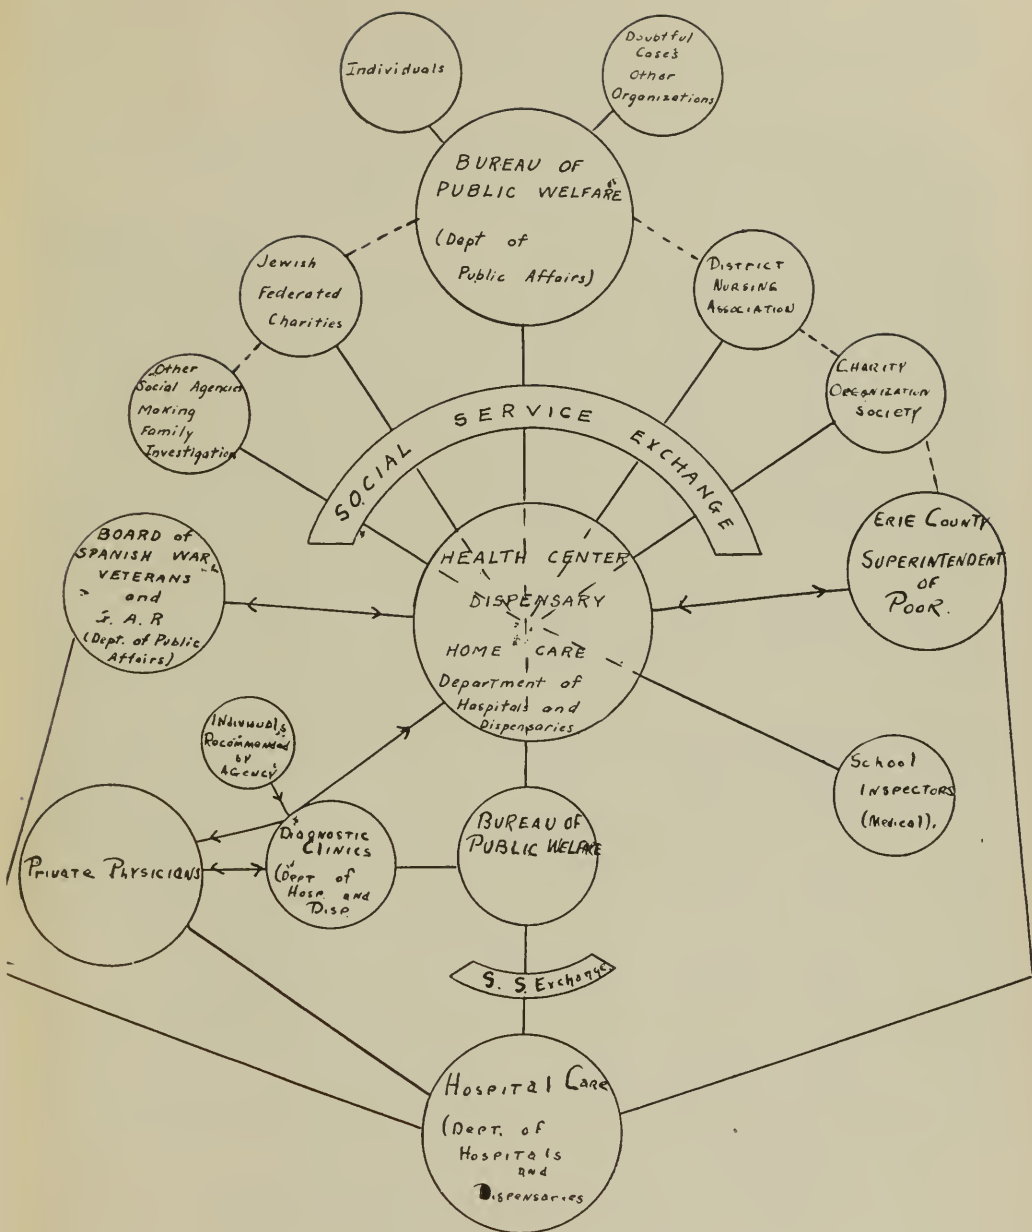 Individuals
Doubtful
Cases
Other
Organizations
BUREAU OF
PUBLIC WELFARE
(Dept of
Public Affairs)
Jewish
Federated
Charities
DISTRICT
NURSING
ASSOCIATION
Other
Social Agencies
Making
Family
Investigation
CHARITY
ORGANIZATION
SOCIETY
SOCIAL SERVICE EXCHANGE
BOARD of
SPANISH WAR
VETERANS
and
G. A. R
(Dept. of Public
Affairs)
HEALTH CENTER
DISPENSARY
HOME CARE
Department of
Hospitals and
Dispensaries
ERIE COUNTY
SUPERINTENDENT
OF
POOR.
INDIVIDUALS
RECOMMENDED
BY
AGENCY
School
INSPECTORS
(Medical).
Private Physicians
DIAGNOSTIC
CLINICS
(Dept of
Hosp. and
Disp.
BUREAU OF
PUBLIC WELFARE
S. S. Exchange.
HOSPITAL CARE
(DEPT. OF
HOSPITALS
AND
DISPENSARIES